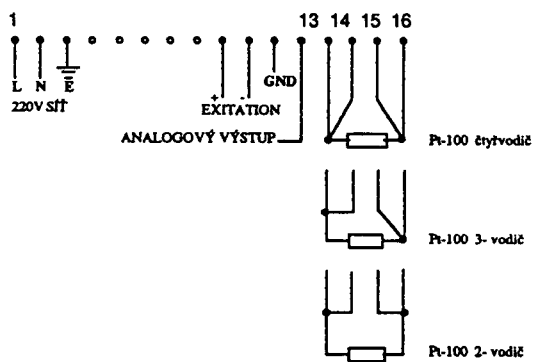 1 13 14 15 16
L N E
220V SÍŤ
+ -
EXITATION
GND
ANALOGOVÝ VÝSTUP
Pt-100 čtyřvodič
Pt-100 3- vodič
Pt-100 2- vodič